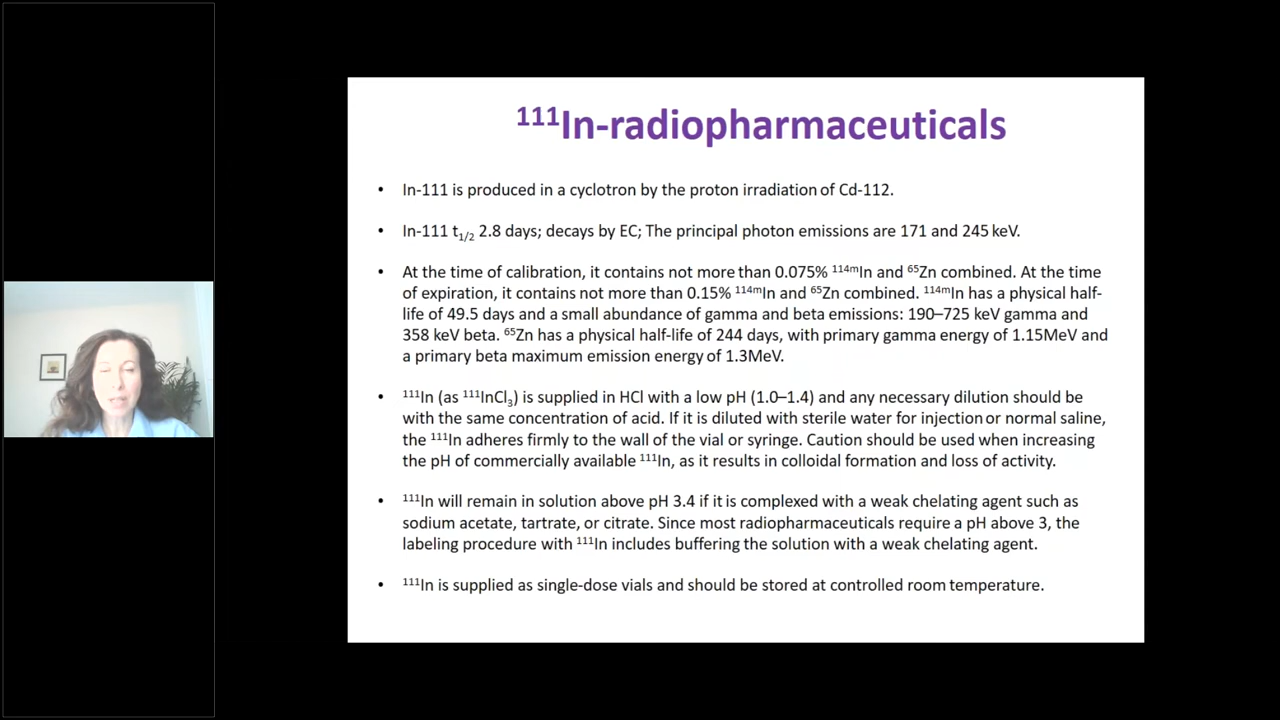 ¹¹¹In-radiopharmaceuticals
• In-111 is produced in a cyclotron by the proton irradiation of Cd-112.
• In-111 t₁/₂ 2.8 days; decays by EC; The principal photon emissions are 171 and 245 keV.
• At the time of calibration, it contains not more than 0.075% ¹¹⁴ᵐIn and ⁶⁵Zn combined. At the time
of expiration, it contains not more than 0.15% ¹¹⁴ᵐIn and ⁶⁵Zn combined. ¹¹⁴ᵐIn has a physical half-
life of 49.5 days and a small abundance of gamma and beta emissions: 190–725 keV gamma and
358 keV beta. ⁶⁵Zn has a physical half-life of 244 days, with primary gamma energy of 1.15MeV and
a primary beta maximum emission energy of 1.3MeV.
• ¹¹¹In (as ¹¹¹InCl₃) is supplied in HCl with a low pH (1.0–1.4) and any necessary dilution should be
with the same concentration of acid. If it is diluted with sterile water for injection or normal saline,
the ¹¹¹In adheres firmly to the wall of the vial or syringe. Caution should be used when increasing
the pH of commercially available ¹¹¹In, as it results in colloidal formation and loss of activity.
• ¹¹¹In will remain in solution above pH 3.4 if it is complexed with a weak chelating agent such as
sodium acetate, tartrate, or citrate. Since most radiopharmaceuticals require a pH above 3, the
labeling procedure with ¹¹¹In includes buffering the solution with a weak chelating agent.
• ¹¹¹In is supplied as single-dose vials and should be stored at controlled room temperature.